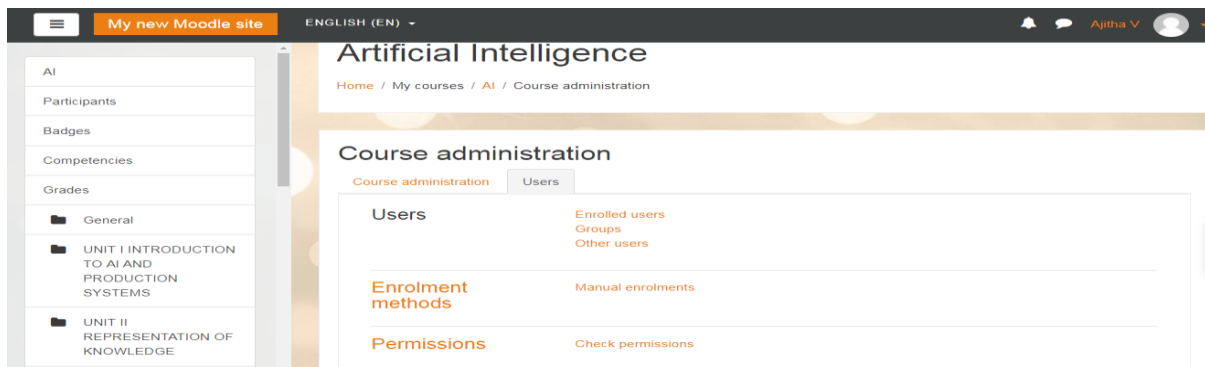 My new Moodle site
ENGLISH (EN)
Ajitha V
AI
Participants
Badges
Competencies
Grades
General
UNIT I INTRODUCTION
TO AI AND
PRODUCTION
SYSTEMS
UNIT II
REPRESENTATION OF
KNOWLEDGE
Artificial Intelligence
Home / My courses / AI / Course administration
Course administration
Course administration Users
Users
Enrolled users
Groups
Other users
Enrolment
methods
Manual enrolments
Permissions
Check permissions